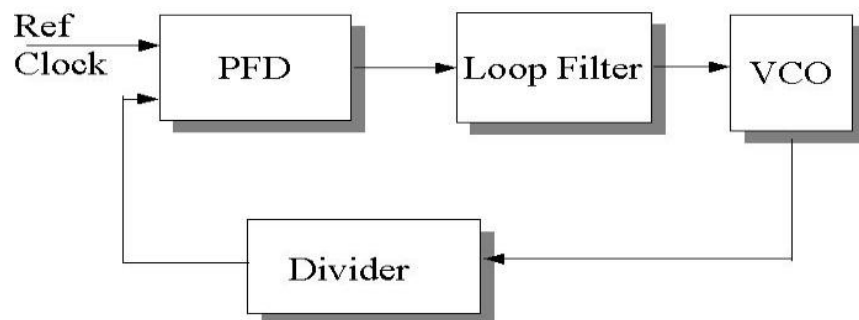 Ref
Clock
PFD
Loop Filter
VCO
Divider